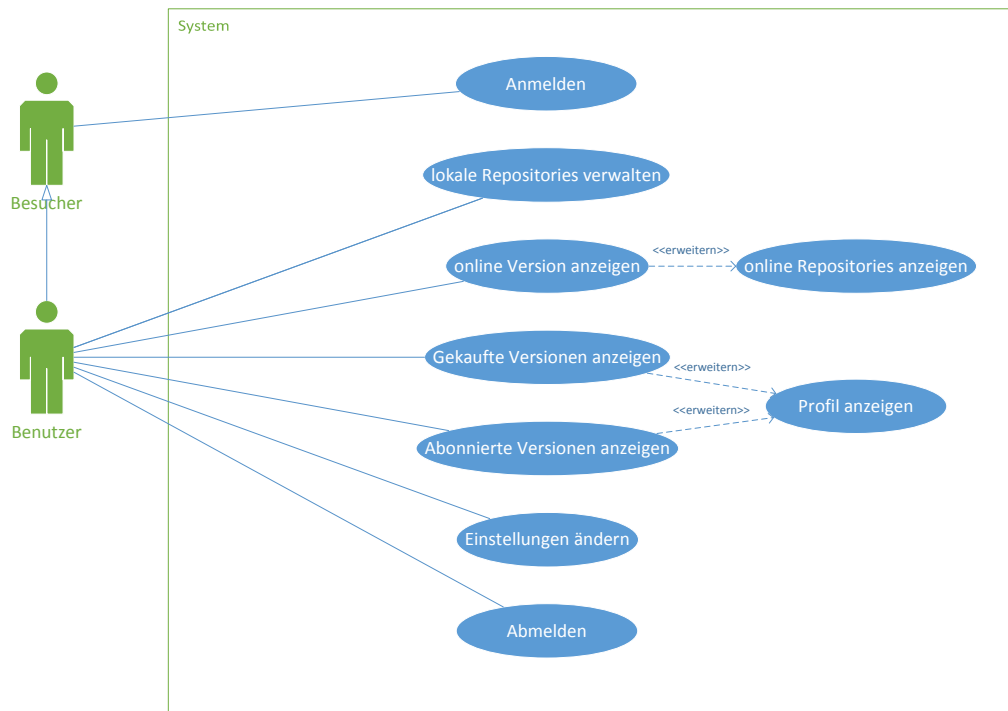 System
Anmelden
Besucher
lokale Repositories verwalten
<<erweitern>>
online Version anzeigen
online Repositories anzeigen
Gekaufte Versionen anzeigen
<<erweitern>>
Profil anzeigen
<<erweitern>>
Benutzer
Abonnierte Versionen anzeigen
Einstellungen ändern
Abmelden